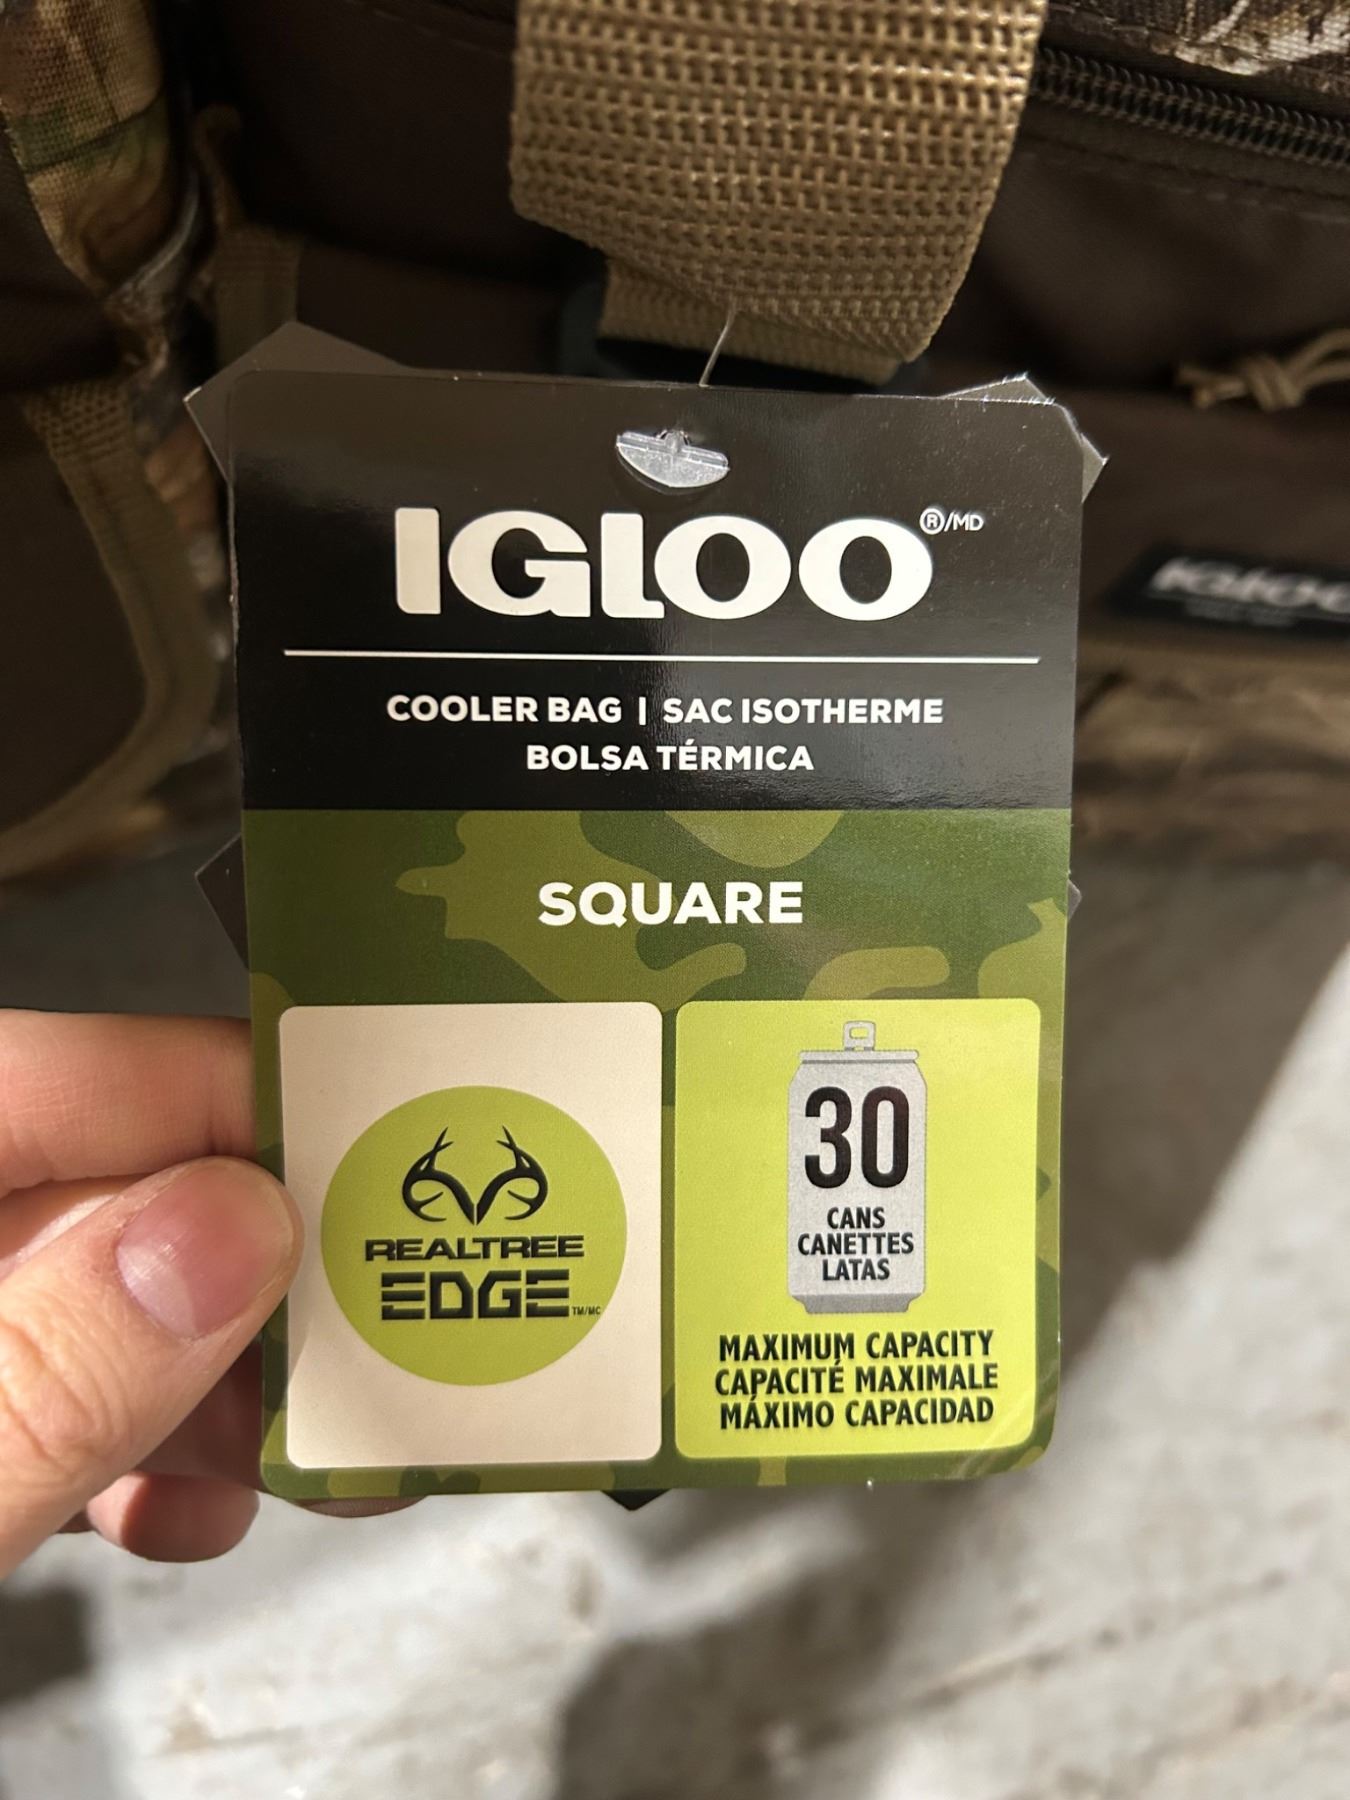 IGLOO®/MD
COOLER BAG | SAC ISOTHERME
BOLSA TÉRMICA
SQUARE
REALTREE
EDGE TM/MC
30
CANS
CANETTES
LATAS
MAXIMUM CAPACITY
CAPACITÉ MAXIMALE
MÁXIMO CAPACIDAD
IGLOO